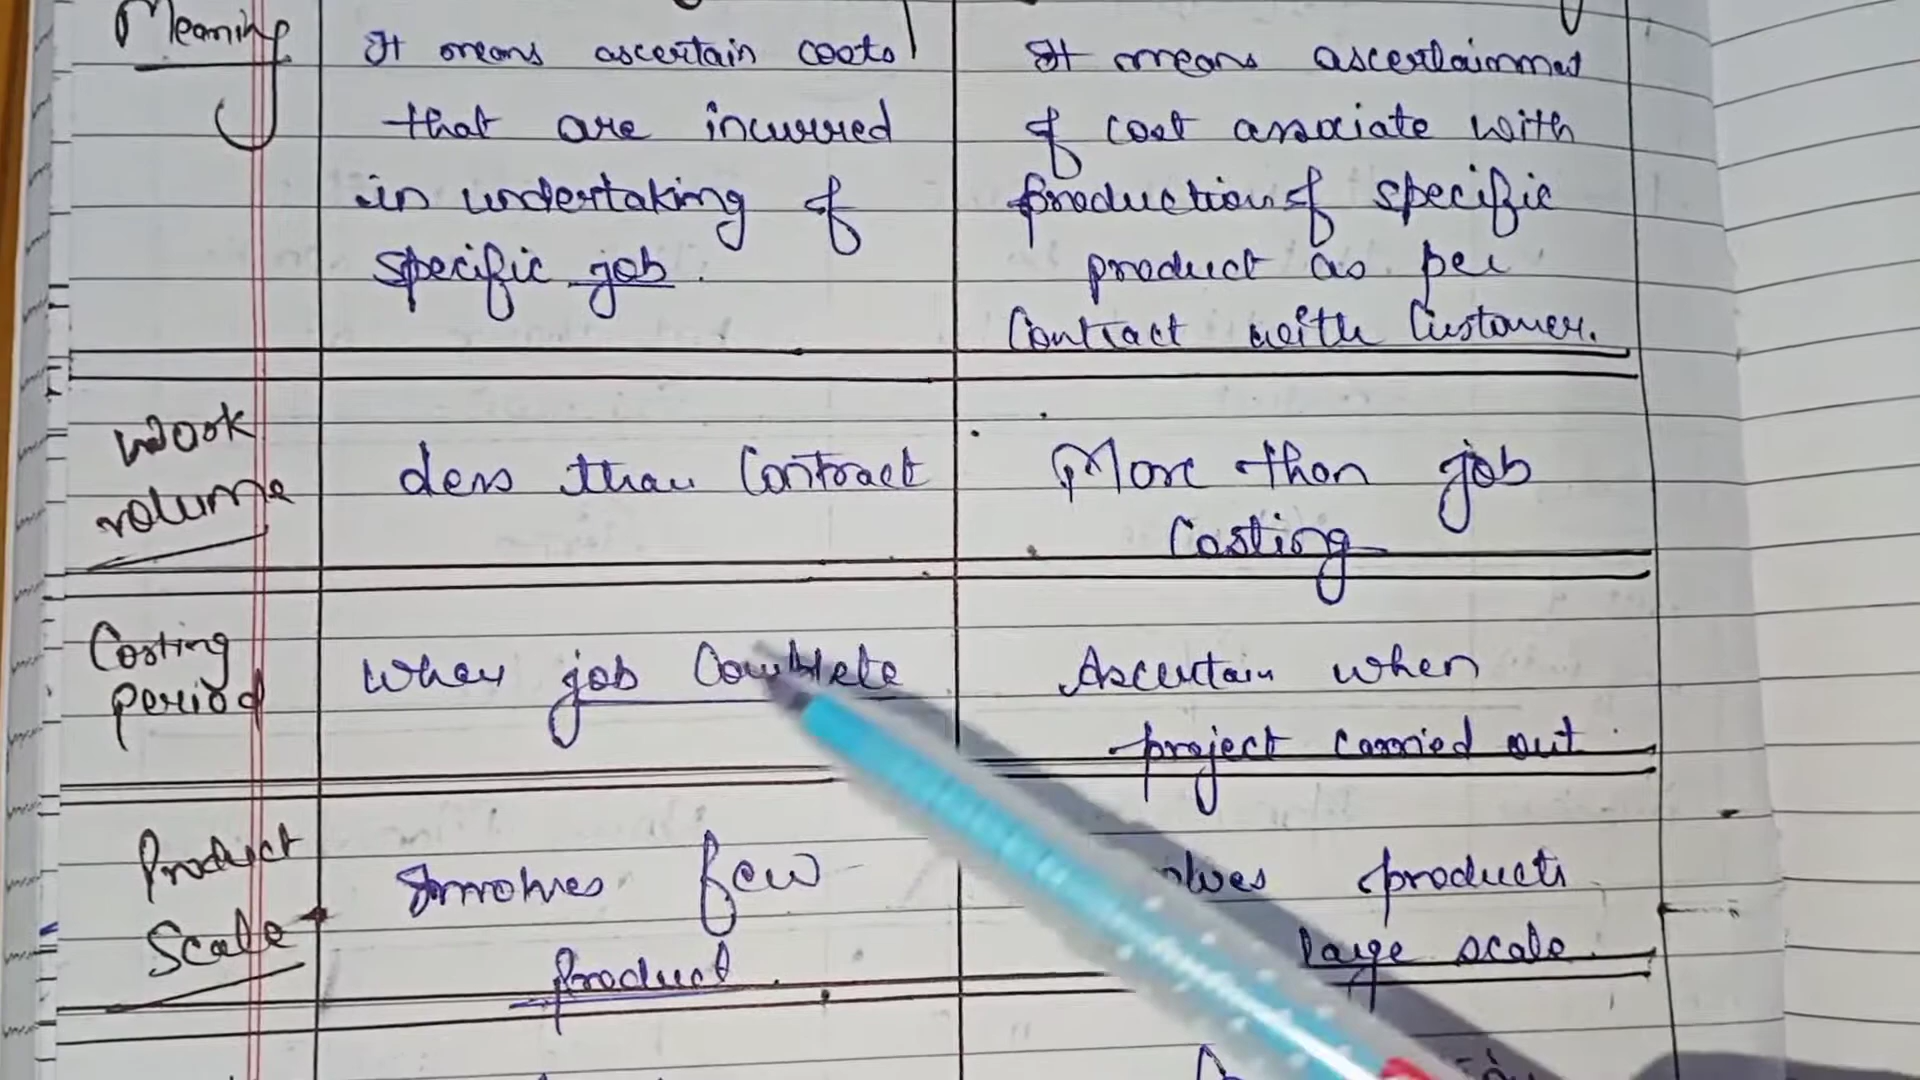 Meaning
It means ascertain costs
that are incurred
in undertaking of
specific job.
It means ascertainment
of cost associate with
production of specific
product as per
Contract with Customer.
Work
volume
Less than Contract
More than job
Costing
Costing
period
When job Complete
Ascertain when
project carried out
Product
Scale
Involves few
product.
products
large scale.